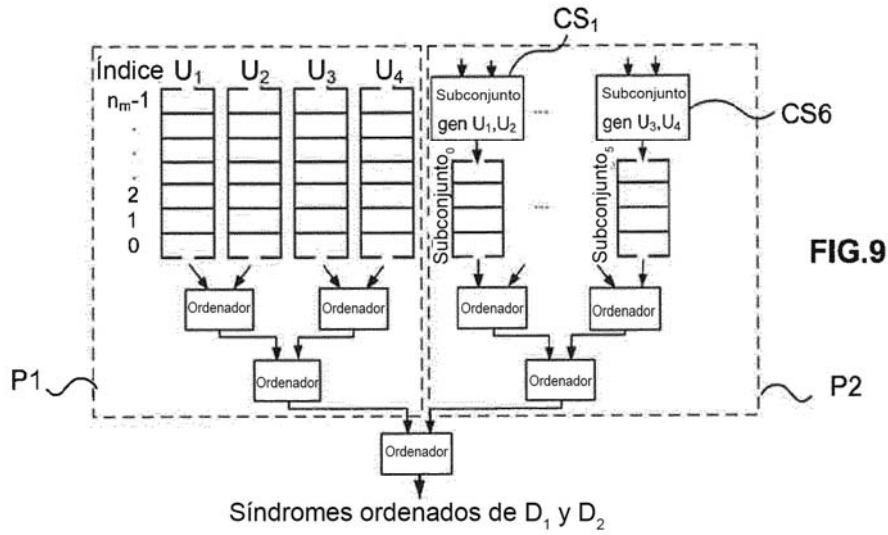 CS₁
Índice U₁ U₂ U₃ U₄
nₘ-1
.
.
.
2
1
0
Subconjunto
gen U₁,U₂
....
Subconjunto
gen U₃,U₄
CS6
Subconjunto₀
....
Subconjunto₅
FIG.9
Ordenador
Ordenador
Ordenador
Ordenador
Ordenador
Ordenador
P1
P2
Ordenador
Síndromes ordenados de D₁ y D₂